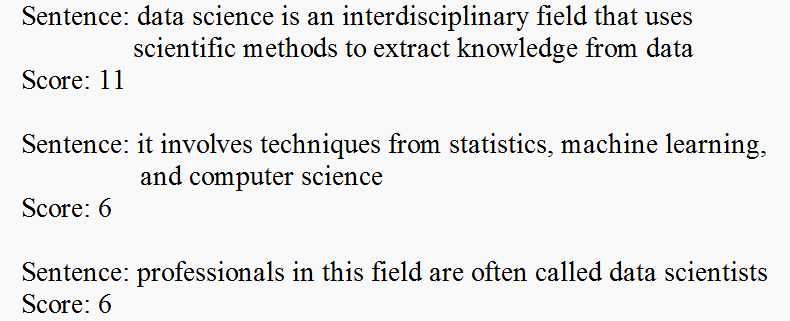 Sentence: data science is an interdisciplinary field that uses
scientific methods to extract knowledge from data
Score: 11
Sentence: it involves techniques from statistics, machine learning,
and computer science
Score: 6
Sentence: professionals in this field are often called data scientists
Score: 6